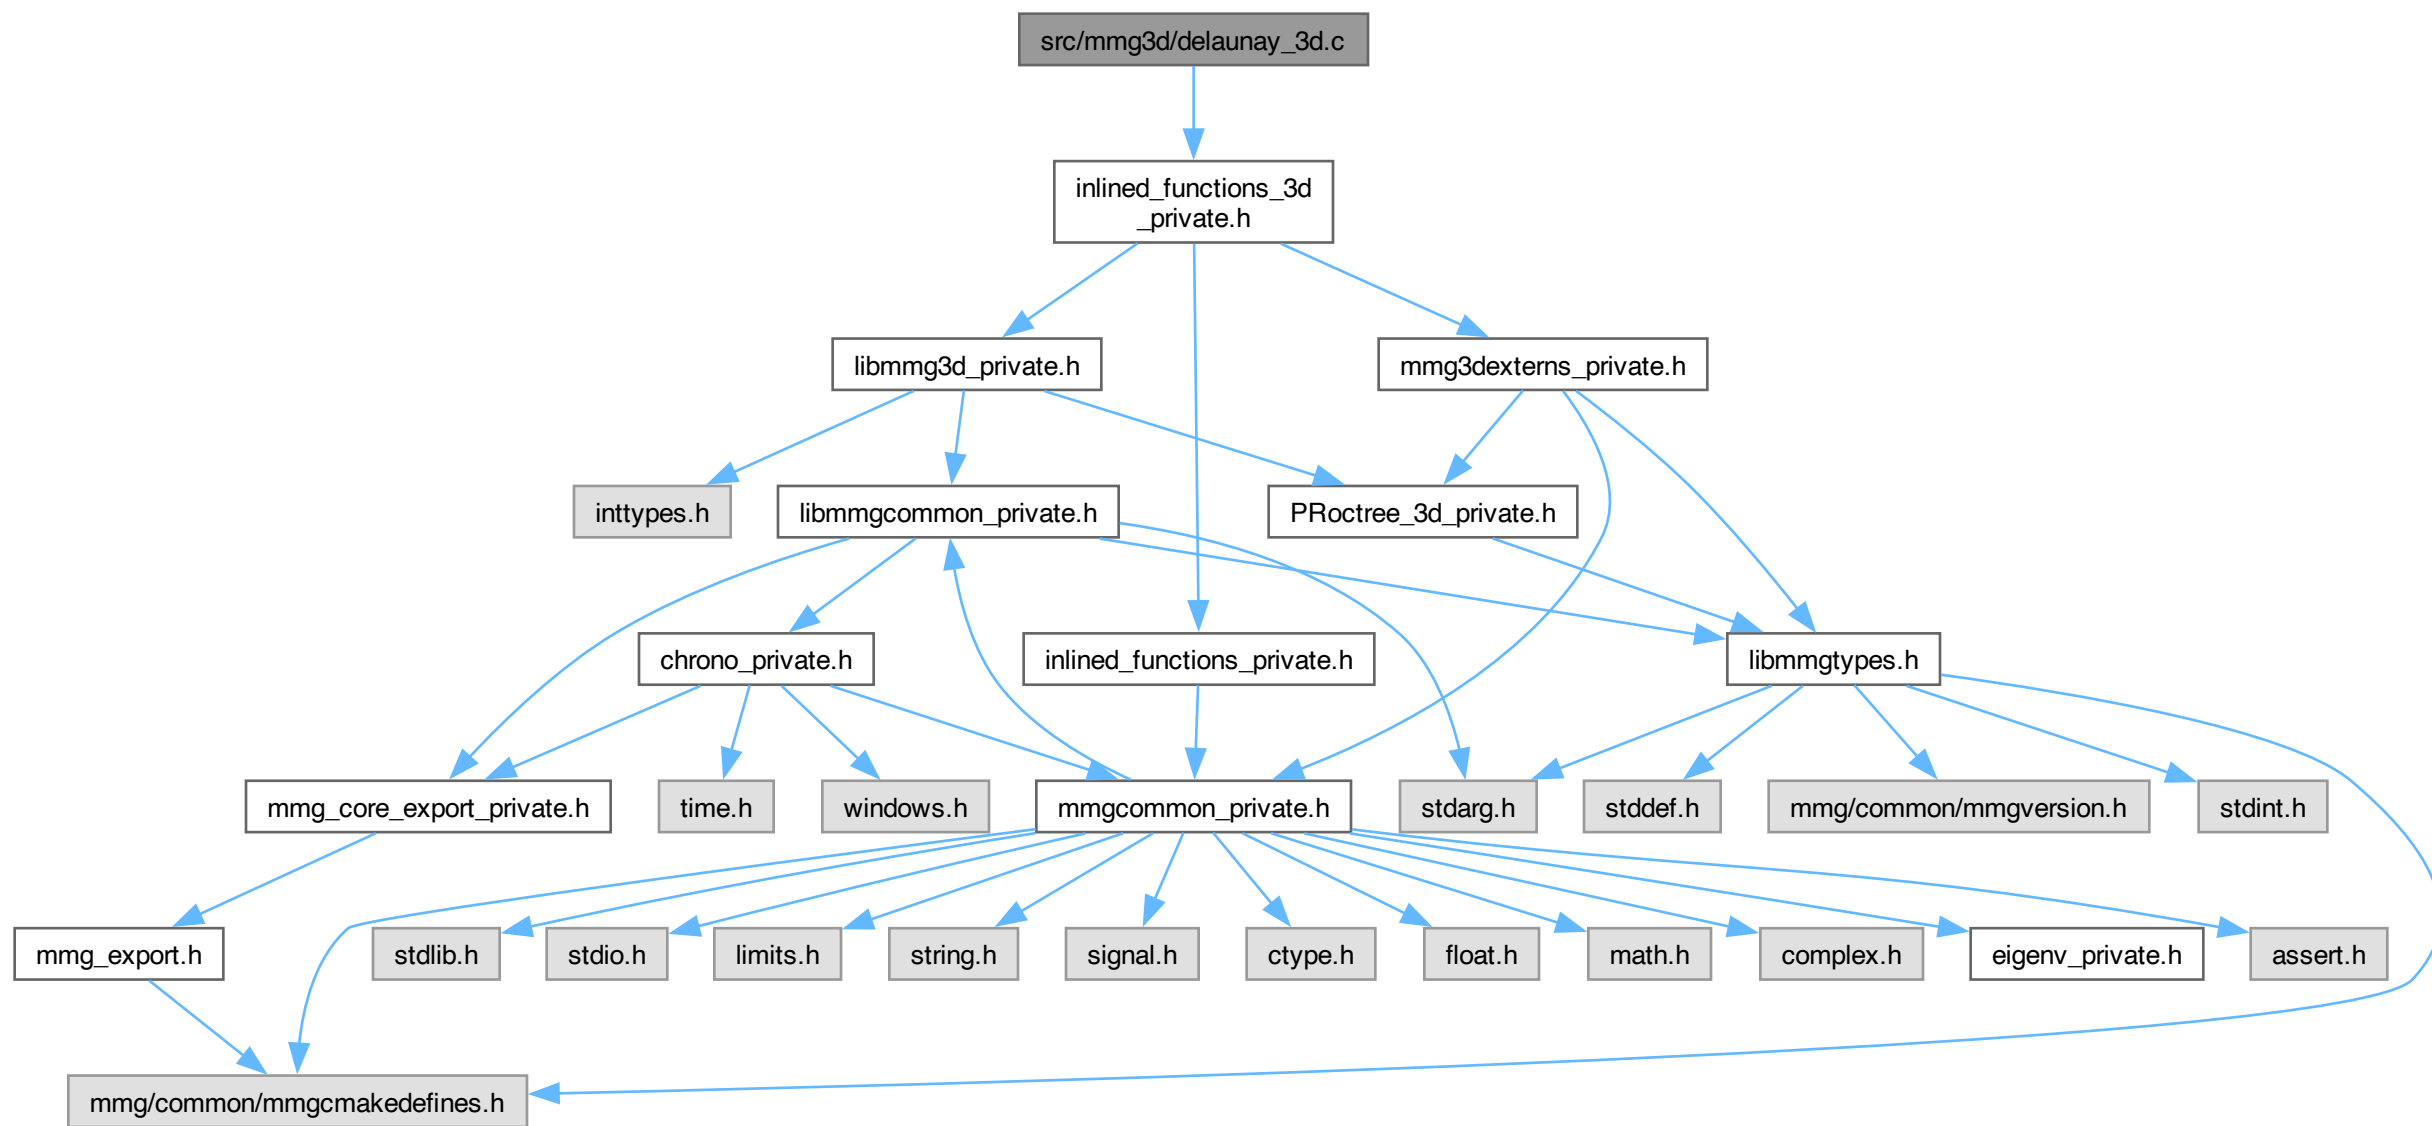 src/mmg3d/delaunay_3d.c
inlined_functions_3d
_private.h
libmmg3d_private.h
mmg3dexterns_private.h
inttypes.h
libmmgcommon_private.h
PRoctree_3d_private.h
chrono_private.h
inlined_functions_private.h
libmmgtypes.h
mmg_core_export_private.h
time.h
windows.h
mmgcommon_private.h
stdarg.h
stddef.h
mmg/common/mmgversion.h
stdint.h
mmg_export.h
stdlib.h
stdio.h
limits.h
string.h
signal.h
ctype.h
float.h
math.h
complex.h
eigenv_private.h
assert.h
mmg/common/mmgcmakedefines.h